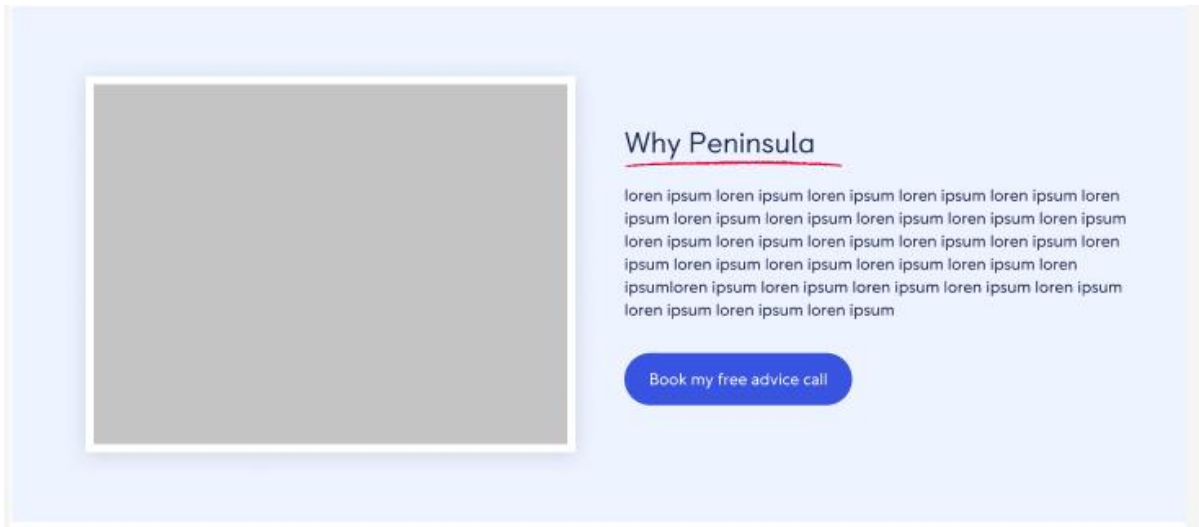 Why Peninsula
loren ipsum loren ipsum loren ipsum loren ipsum loren ipsum loren
ipsum loren ipsum loren ipsum loren ipsum loren ipsum loren ipsum
loren ipsum loren ipsum loren ipsum loren ipsum loren ipsum loren
ipsum loren ipsum loren ipsum loren ipsum loren ipsum loren
ipsumloren ipsum loren ipsum loren ipsum loren ipsum loren ipsum
loren ipsum loren ipsum loren ipsum
Book my free advice call